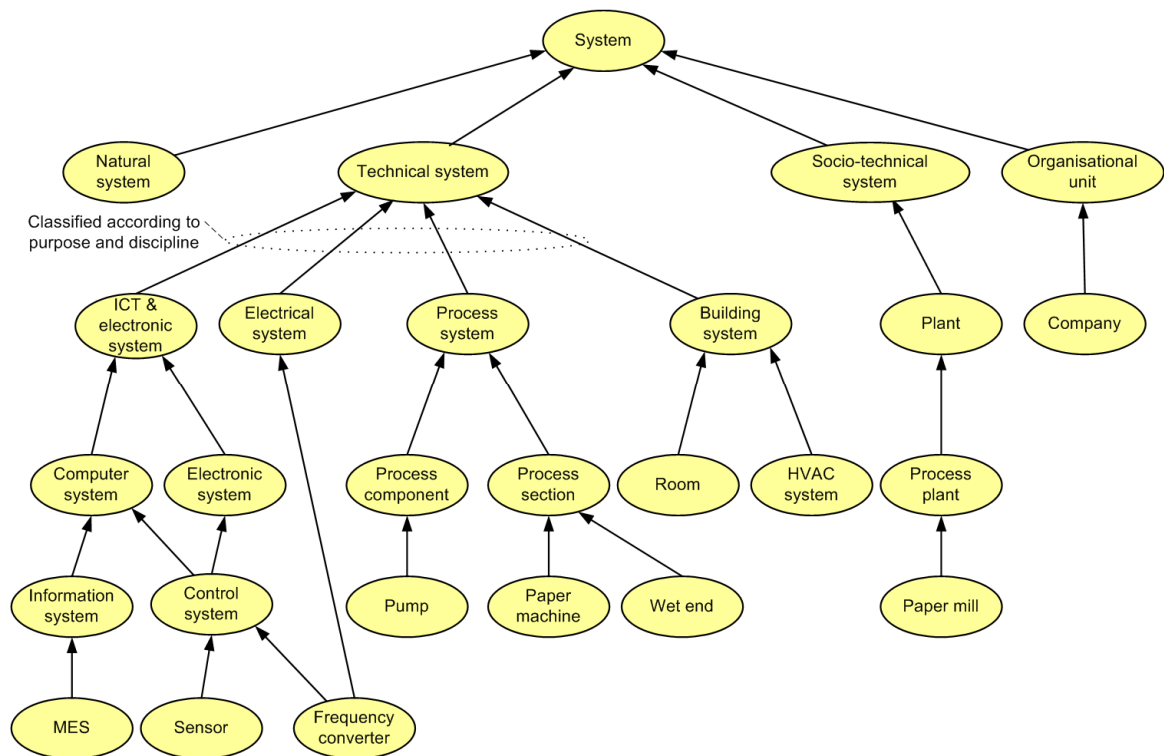 System
Natural
system
Technical system
Socio-technical
system
Organisational
unit
Classified according to
purpose and discipline
ICT &
electronic
system
Electrical
system
Process
system
Building
system
Plant
Company
Computer
system
Electronic
system
Process
component
Process
section
Room
HVAC
system
Process
plant
Information
system
Control
system
Pump
Paper
machine
Wet end
Paper mill
MES
Sensor
Frequency
converter